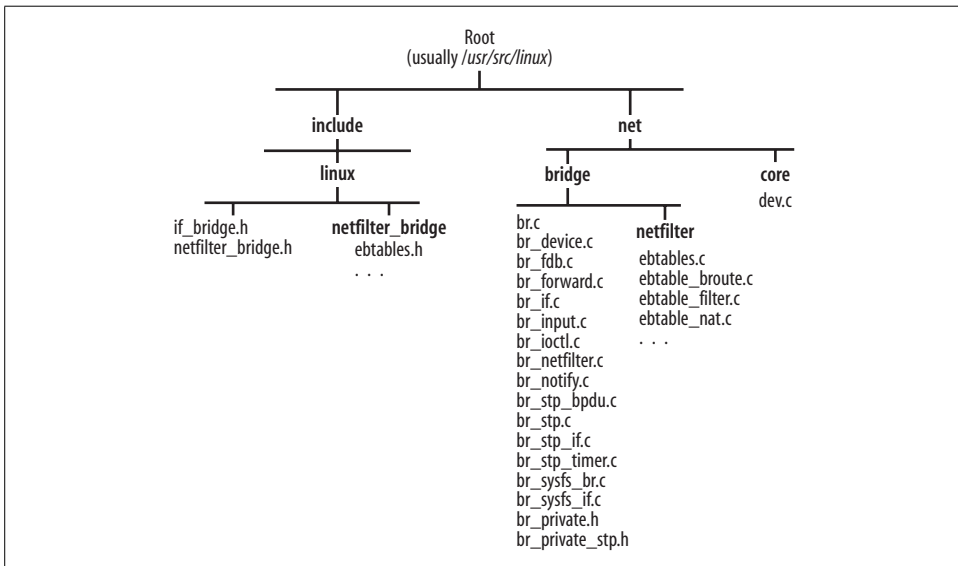 Root
(usually /usr/src/linux)
include
net
linux
bridge
core
dev.c
if_bridge.h
netfilter_bridge.h
netfilter_bridge
ebtables.h
. . .
br.c
br_device.c
br_fdb.c
br_forward.c
br_if.c
br_input.c
br_ioctl.c
br_netfilter.c
br_notify.c
br_stp_bpdu.c
br_stp.c
br_stp_if.c
br_stp_timer.c
br_sysfs_br.c
br_sysfs_if.c
br_private.h
br_private_stp.h
netfilter
ebtables.c
ebtable_broute.c
ebtable_filter.c
ebtable_nat.c
. . .